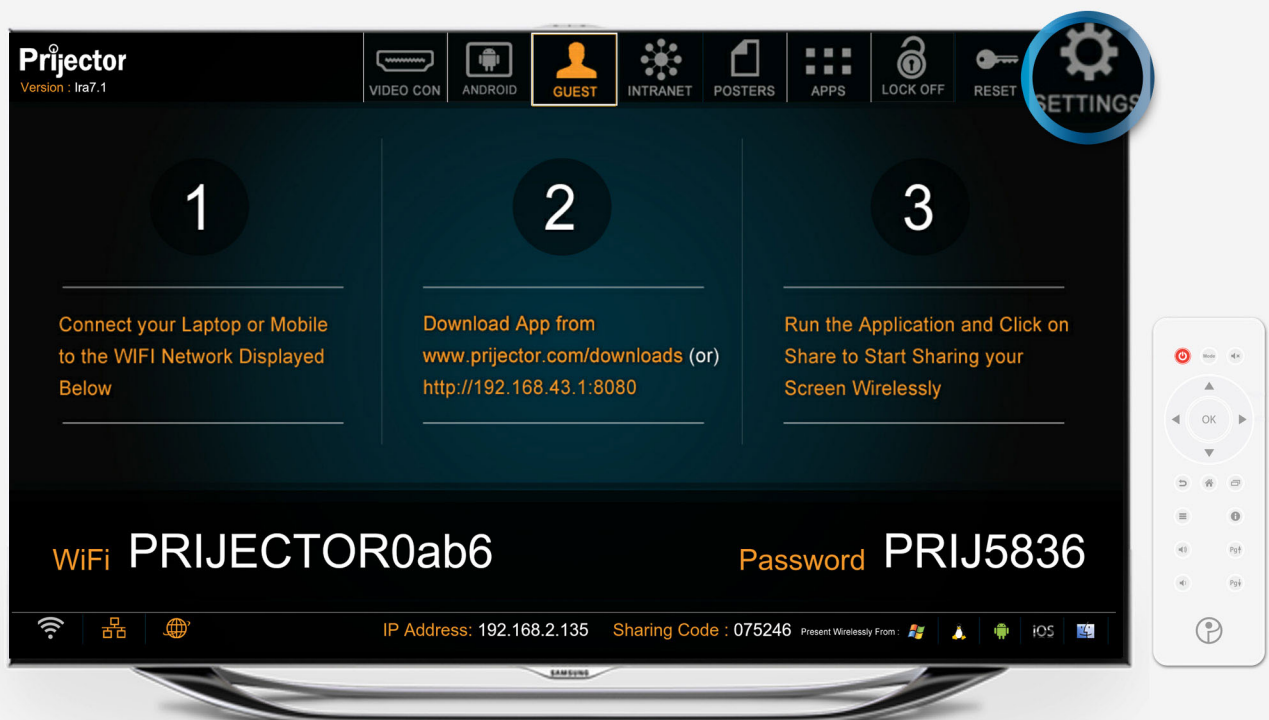 Prijector
Version : Ira7.1
VIDEO CON
ANDROID
GUEST
INTRANET
POSTERS
APPS
LOCK OFF
RESET
SETTINGS
1
2
3
Connect your Laptop or Mobile
to the WIFI Network Displayed
Below
Download App from
www.prijector.com/downloads (or)
http://192.168.43.1:8080
Run the Application and Click on
Share to Start Sharing your
Screen Wirelessly
WiFi PRIJECTOR0ab6
Password PRIJ5836
IP Address: 192.168.2.135
Sharing Code : 075246
Present Wirelessly From :
iOS
SAMSUNG
Mode
OK
Pg
Pg